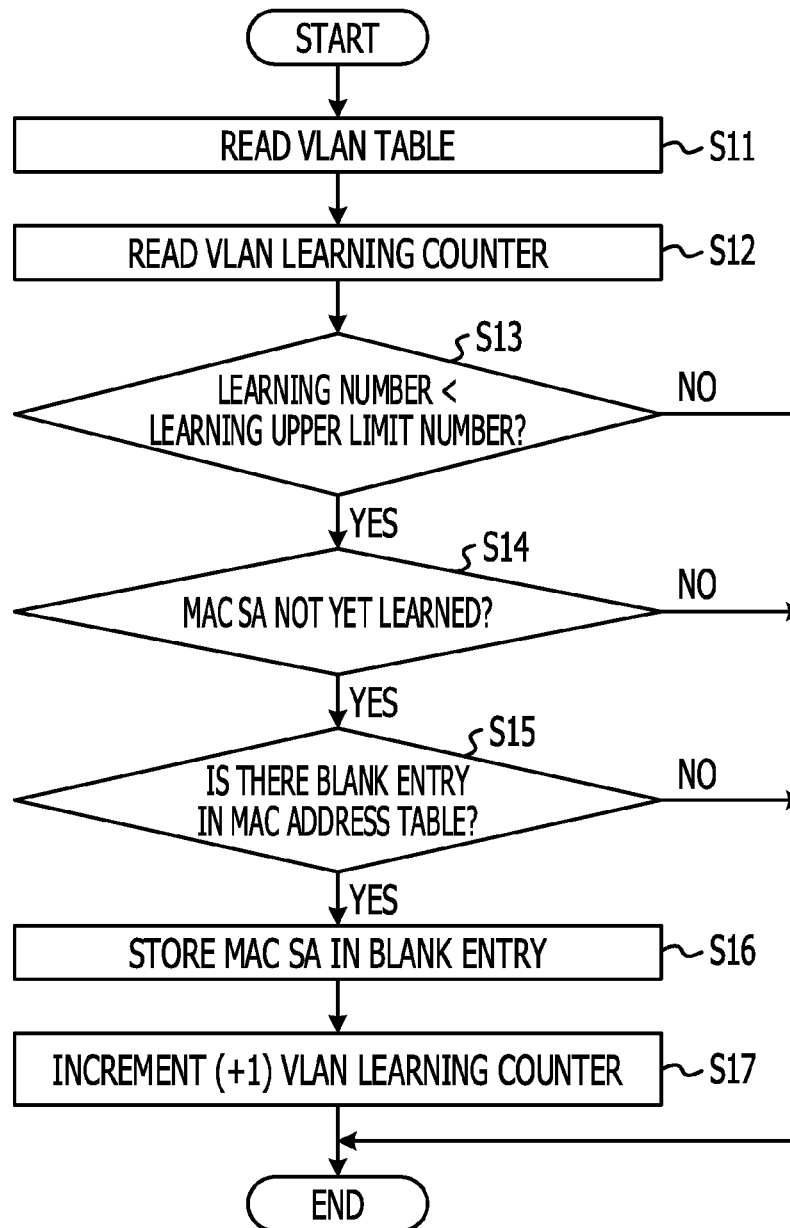 START
READ VLAN TABLE
S11
READ VLAN LEARNING COUNTER
S12
S13
LEARNING NUMBER <
LEARNING UPPER LIMIT NUMBER?
NO
YES
S14
MAC SA NOT YET LEARNED?
NO
YES
S15
IS THERE BLANK ENTRY
IN MAC ADDRESS TABLE?
NO
YES
STORE MAC SA IN BLANK ENTRY
S16
INCREMENT (+1) VLAN LEARNING COUNTER
S17
END